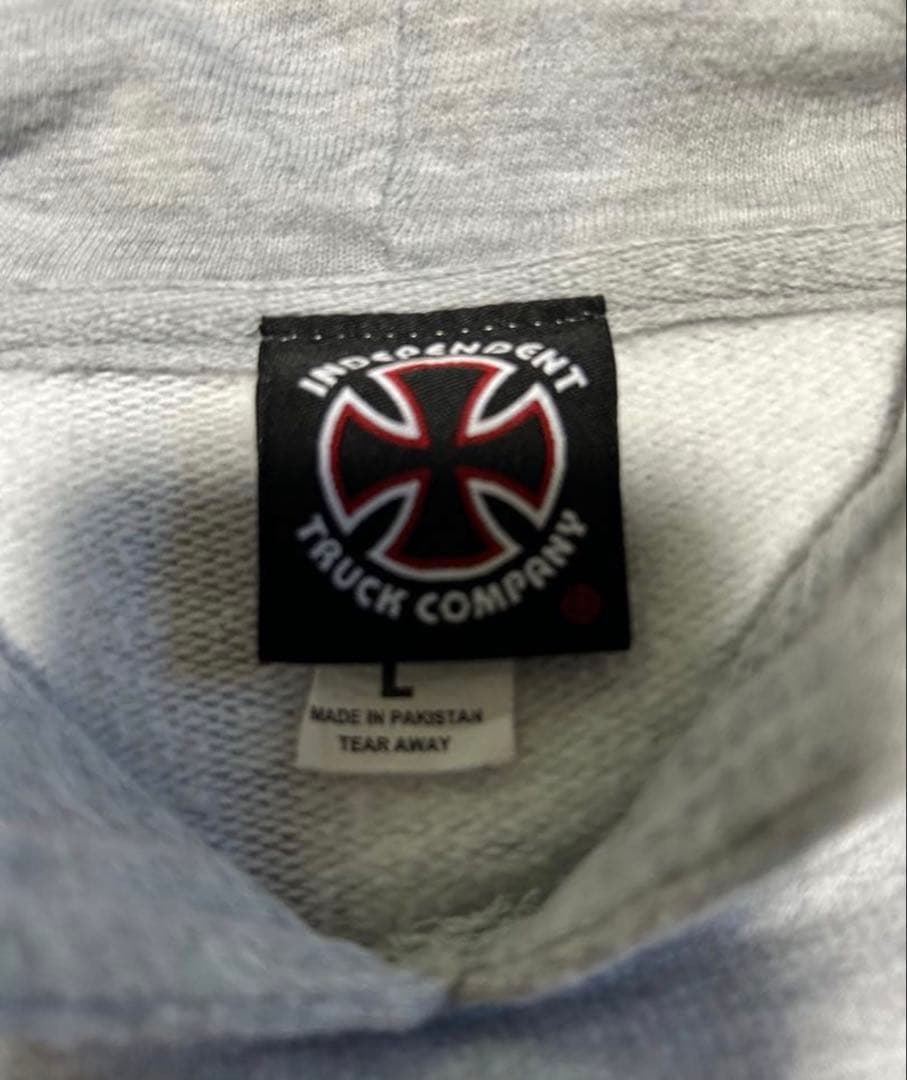 INDEPENDENT
TRUCK COMPANY
L
MADE IN PAKISTAN
TEAR AWAY